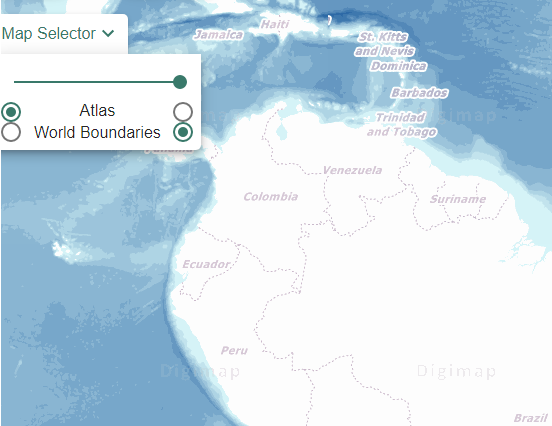 Map Selector
Atlas
World Boundaries
Haiti
Jamaica
St. Kitts
and Nevis
Dominica
Barbados
Digimap
Trinidad
and Tobago
Panama
Venezuela
Colombia
Suriname
Ecuador
Peru
Digimap
Digimap
Brazil